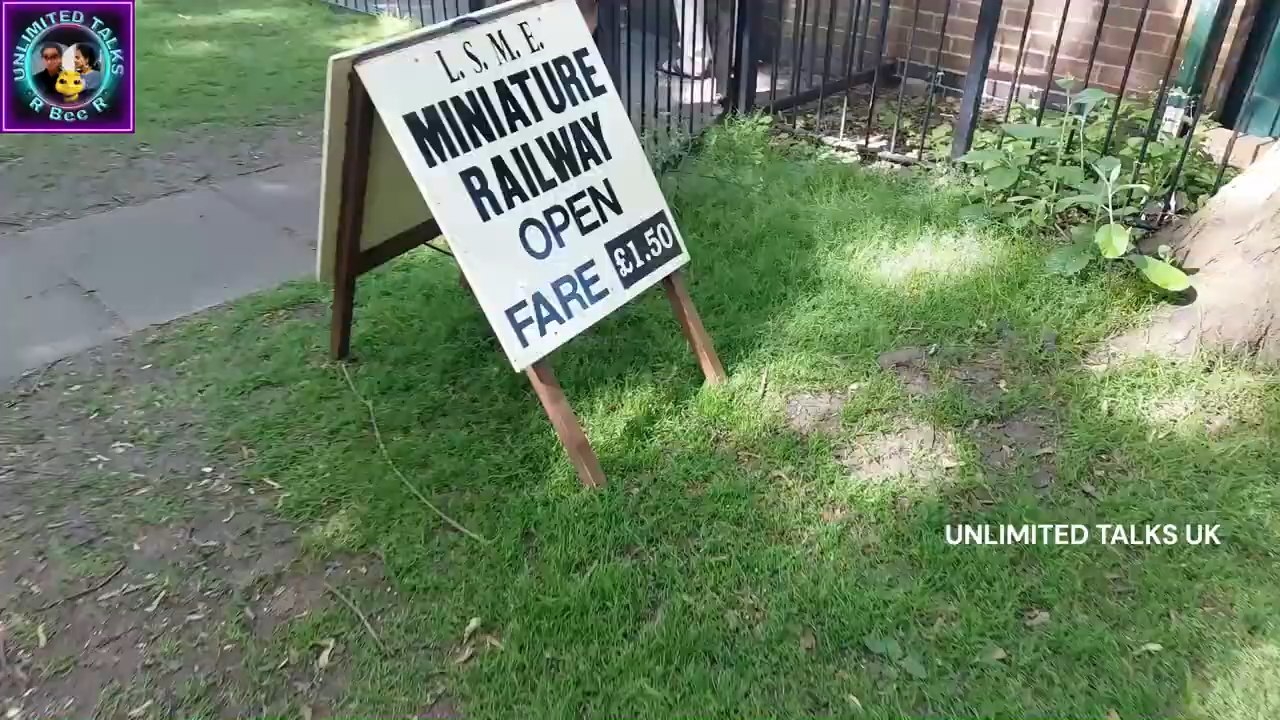 UNLIMITED TALKS
R Bee R
L. S. M. E.
MINIATURE
RAILWAY
OPEN
FARE £1.50
UNLIMITED TALKS UK